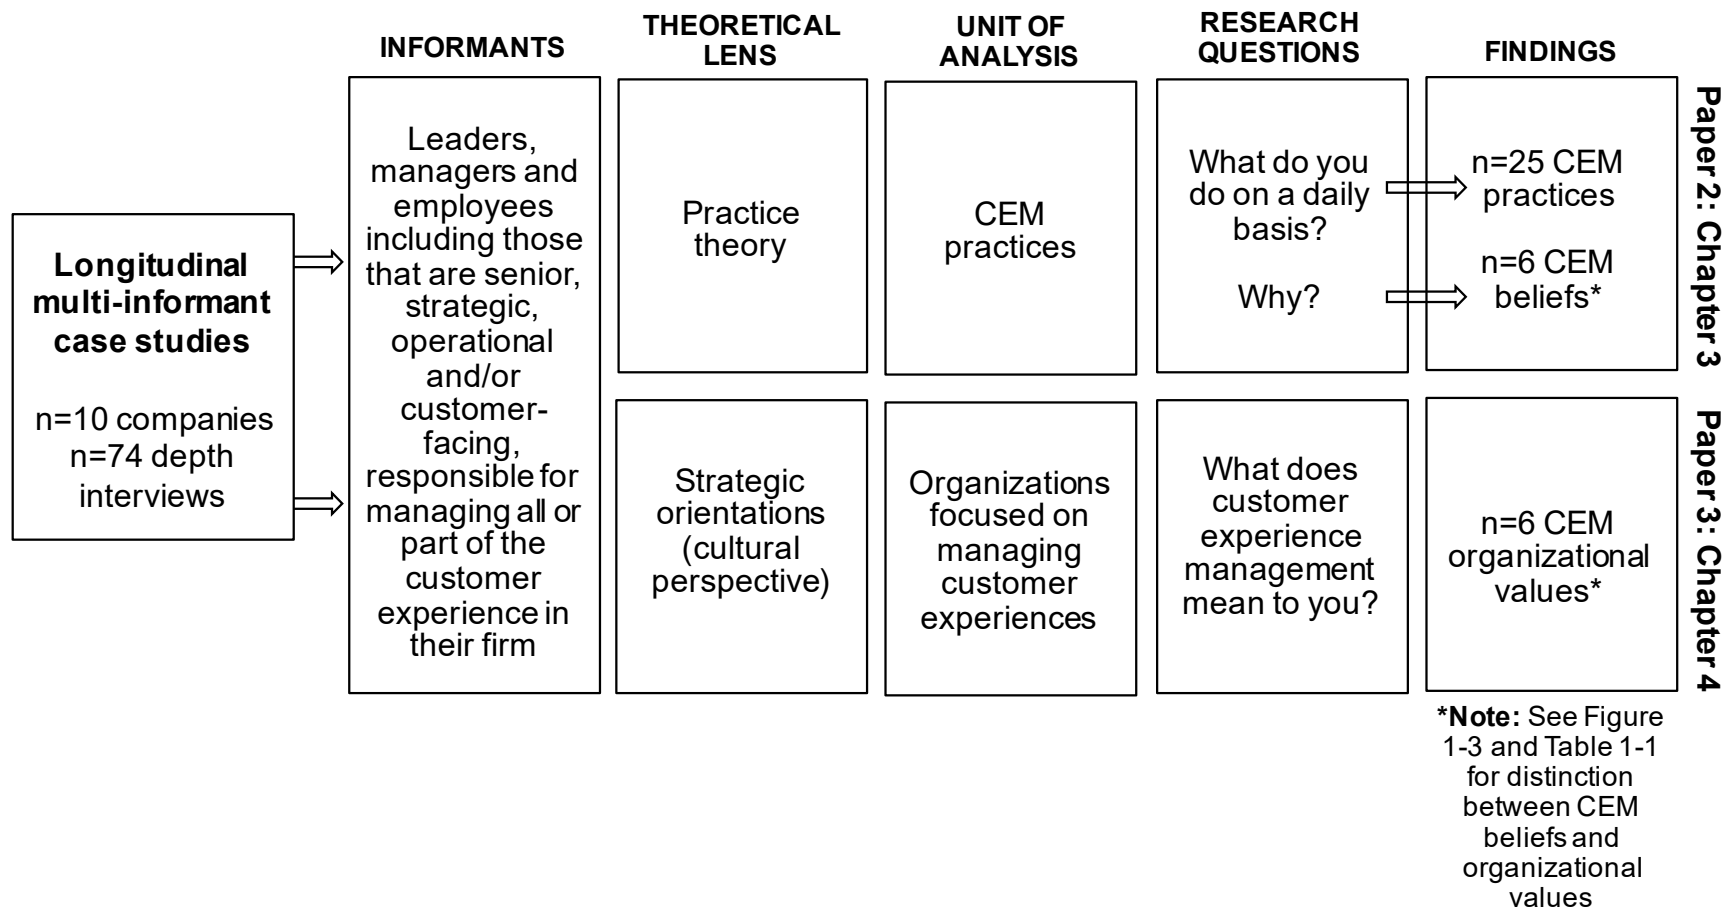 INFORMANTS
THEORETICAL
LENS
UNIT OF
ANALYSIS
RESEARCH
QUESTIONS
FINDINGS
Longitudinal
multi-informant
case studies
n=10 companies
n=74 depth
interviews
Leaders,
managers and
employees
including those
that are senior,
strategic,
operational
and/or
customer-
facing,
responsible for
managing all or
part of the
customer
experience in
their firm
Practice
theory
CEM
practices
What do you
do on a daily
basis?
Why?
n=25 CEM
practices
n=6 CEM
beliefs*
Paper 2: Chapter 3
Strategic
orientations
(cultural
perspective)
Organizations
focused on
managing
customer
experiences
What does
customer
experience
management
mean to you?
n=6 CEM
organizational
values*
Paper 3: Chapter 4
*Note: See Figure
1-3 and Table 1-1
for distinction
between CEM
beliefs and
organizational
values